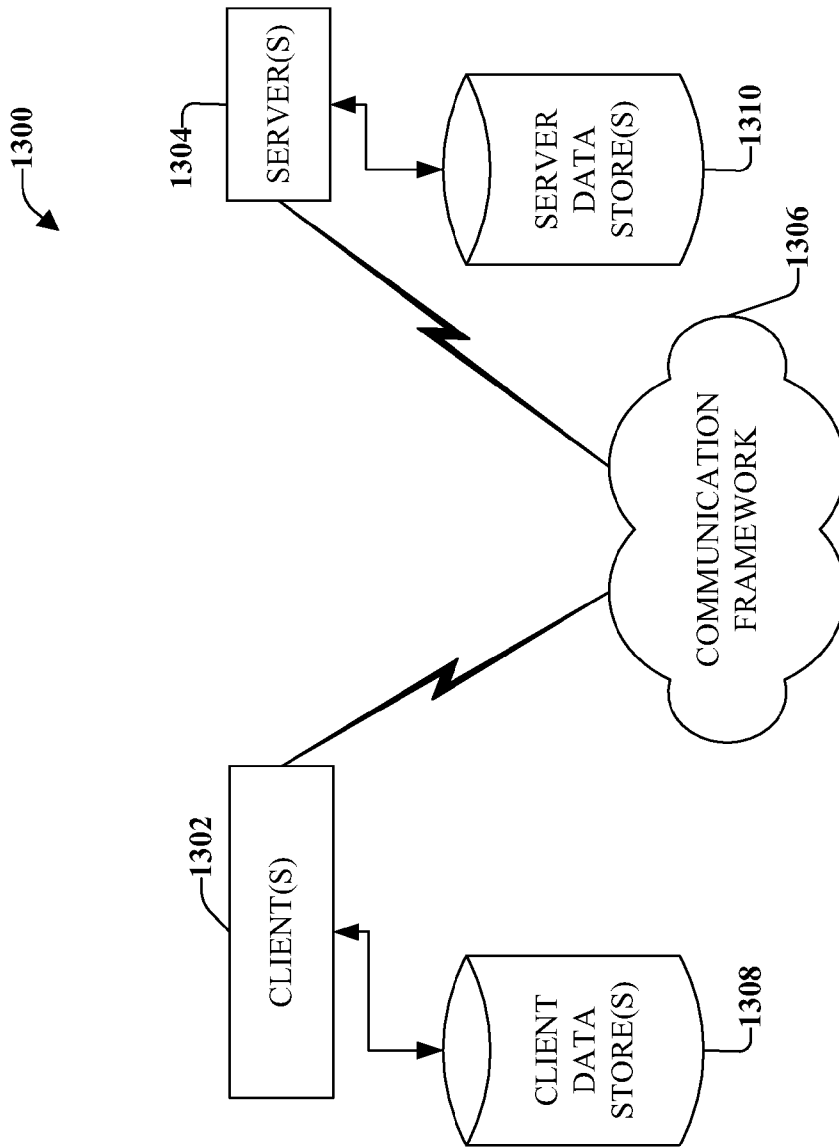 1300
1302
CLIENT(S)
1304
SERVER(S)
CLIENT
DATA
STORE(S)
1308
SERVER
DATA
STORE(S)
1310
1306
COMMUNICATION
FRAMEWORK